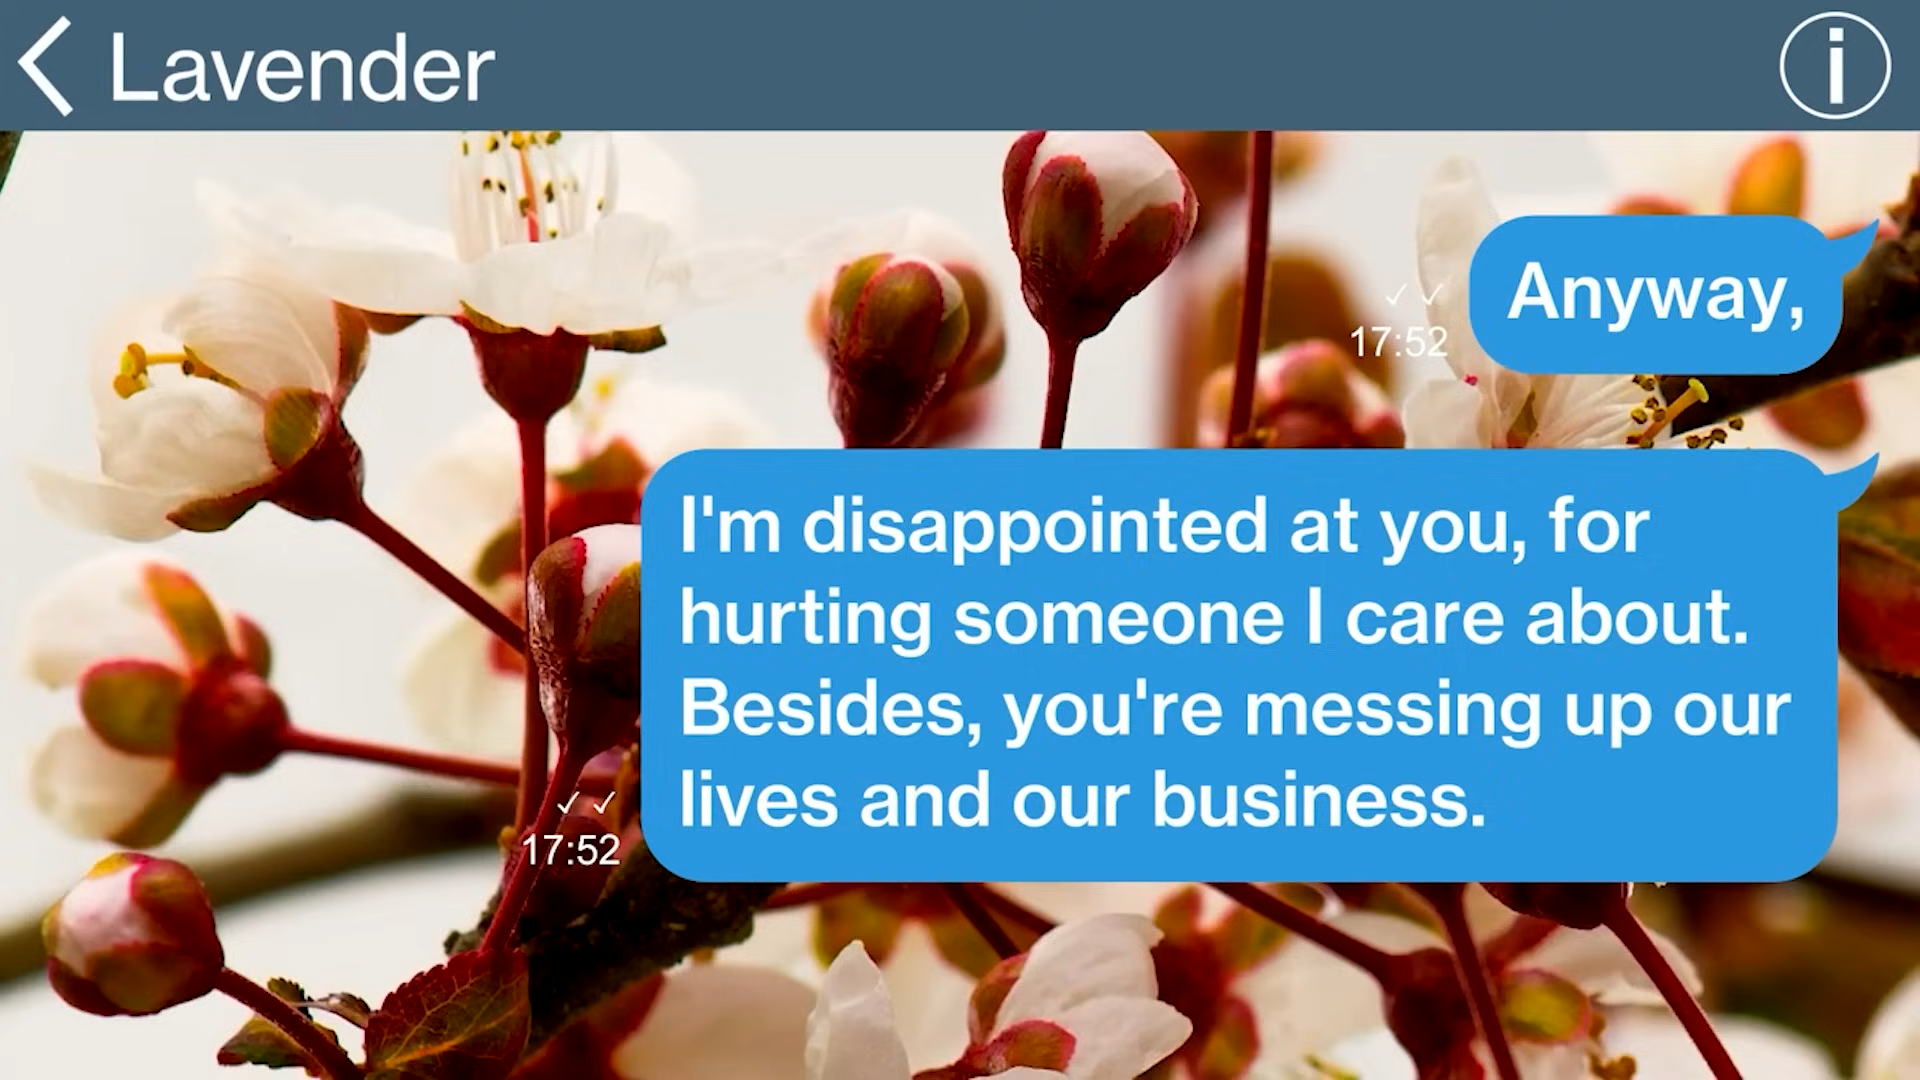 Lavender
Anyway,
17:52
I'm disappointed at you, for
hurting someone I care about.
Besides, you're messing up our
lives and our business.
17:52